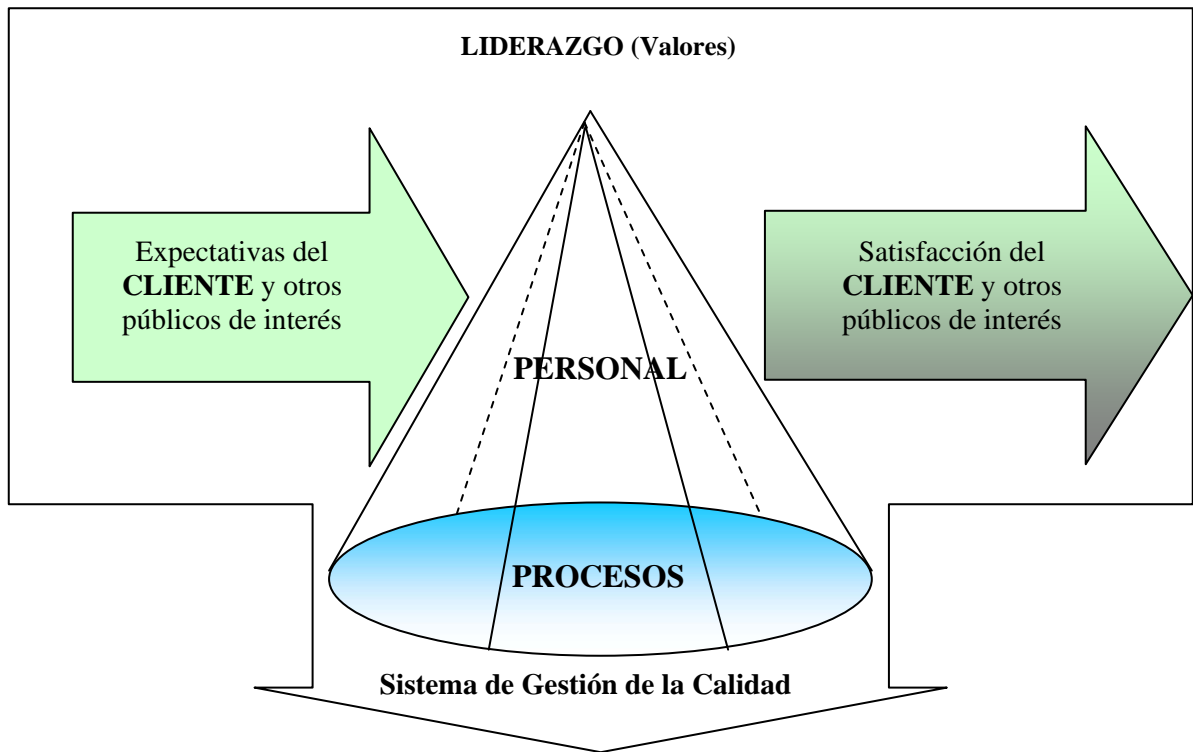 LIDERAZGO (Valores)
Expectativas del
CLIENTE y otros
públicos de interés
Satisfacción del
CLIENTE y otros
públicos de interés
PERSONAL
PROCESOS
Sistema de Gestión de la Calidad